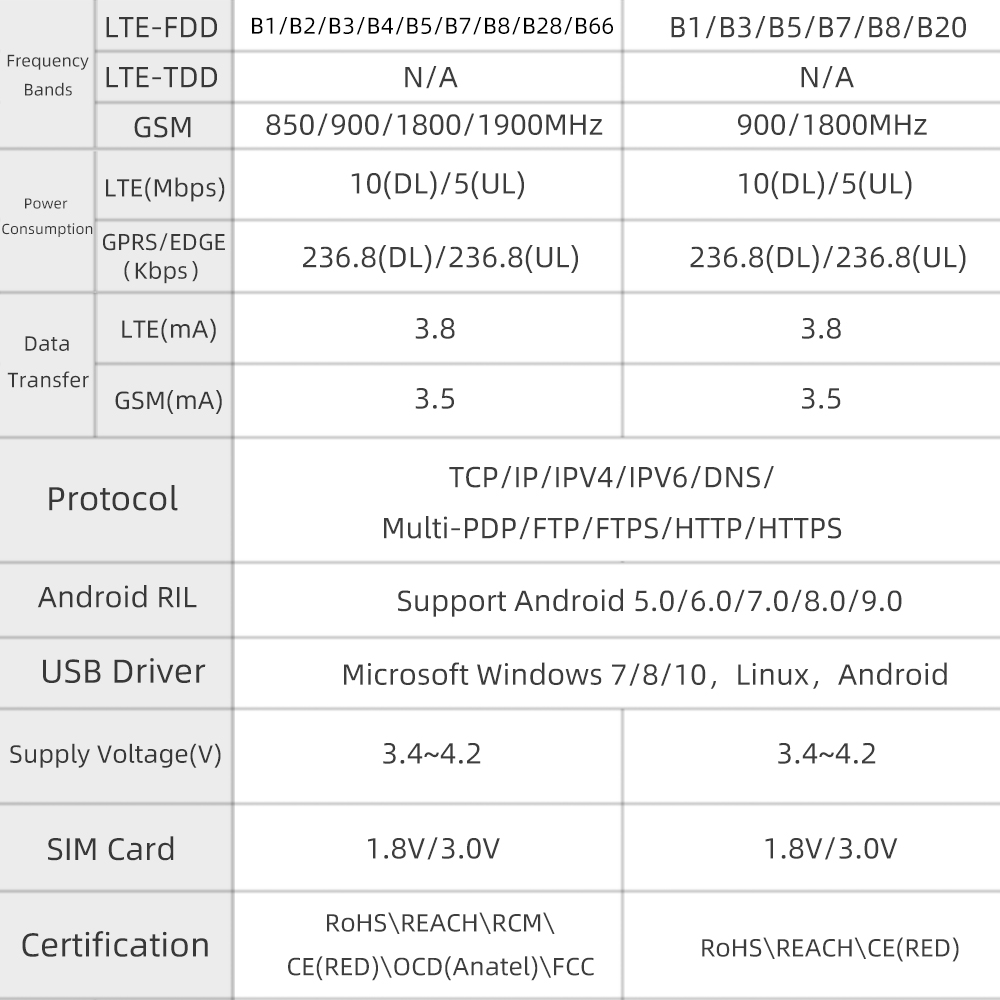 Frequency
Bands
LTE-FDD
B1/B2/B3/B4/B5/B7/B8/B28/B66
B1/B3/B5/B7/B8/B20
LTE-TDD
N/A
N/A
GSM
850/900/1800/1900MHz
900/1800MHz
Power
Consumption
LTE(Mbps)
10(DL)/5(UL)
10(DL)/5(UL)
GPRS/EDGE
(Kbps)
236.8(DL)/236.8(UL)
236.8(DL)/236.8(UL)
Data
Transfer
LTE(mA)
3.8
3.8
GSM(mA)
3.5
3.5
Protocol
TCP/IP/IPV4/IPV6/DNS/
Multi-PDP/FTP/FTPS/HTTP/HTTPS
Android RIL
Support Android 5.0/6.0/7.0/8.0/9.0
USB Driver
Microsoft Windows 7/8/10，Linux，Android
Supply Voltage(V)
3.4~4.2
3.4~4.2
SIM Card
1.8V/3.0V
1.8V/3.0V
Certification
RoHS\REACH\RCM\
CE(RED)\OCD(Anatel)\FCC
RoHS\REACH\CE(RED)